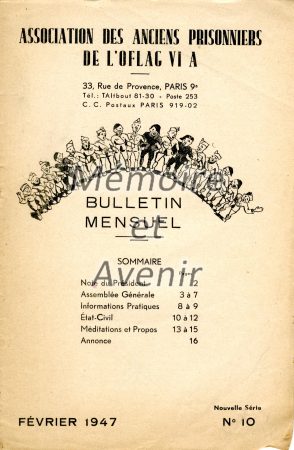 ASSOCIATION DES ANCIENS PRISONNIERS
DE L'OFLAG VI A
33, Rue de Provence, PARIS 9e
Tél.: TAItbout 81-30 - Poste 253
C. C. Postaux PARIS 919-02
Mémoire
BULLETIN
MENSUEL
et
SOMMAIRE
Avenir
Note du Président 2
Assemblée Générale 3 à 7
Informations Pratiques 8 à 9
État-Civil 10 à 12
Méditations et Propos 13 à 15
Annonce 16
Nouvelle Série
FÉVRIER 1947 N° 10